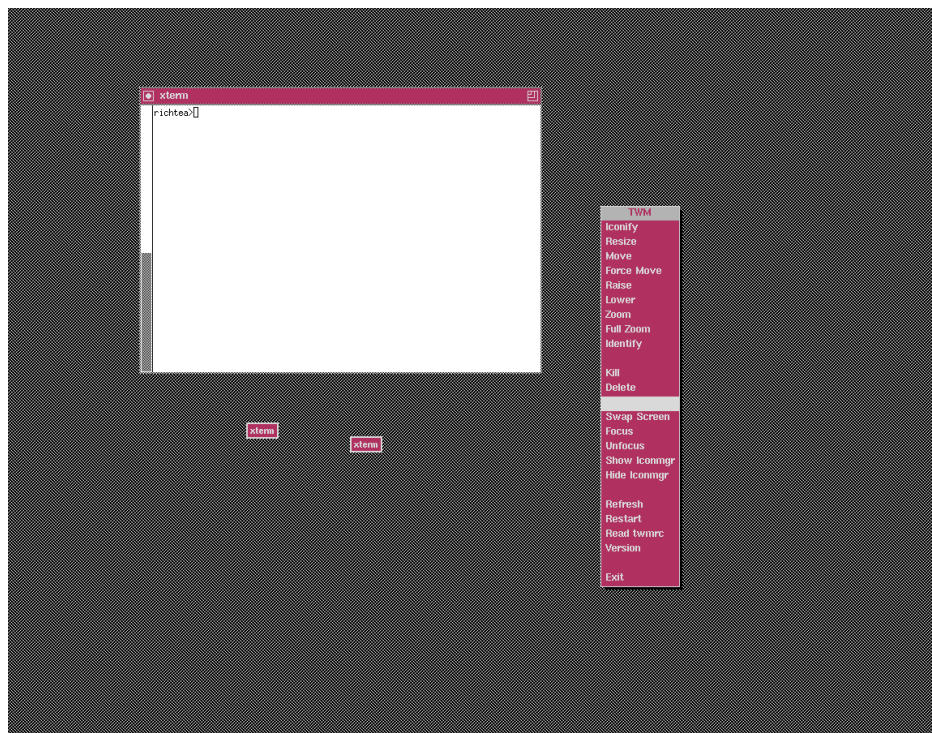 xterm
richtea>
TWM
Iconify
Resize
Move
Force Move
Raise
Lower
Zoom
Full Zoom
Identify
Kill
Delete
Swap Screen
Focus
Unfocus
Show Iconmgr
Hide Iconmgr
Refresh
Restart
Read twmrc
Version
Exit
xterm
xterm